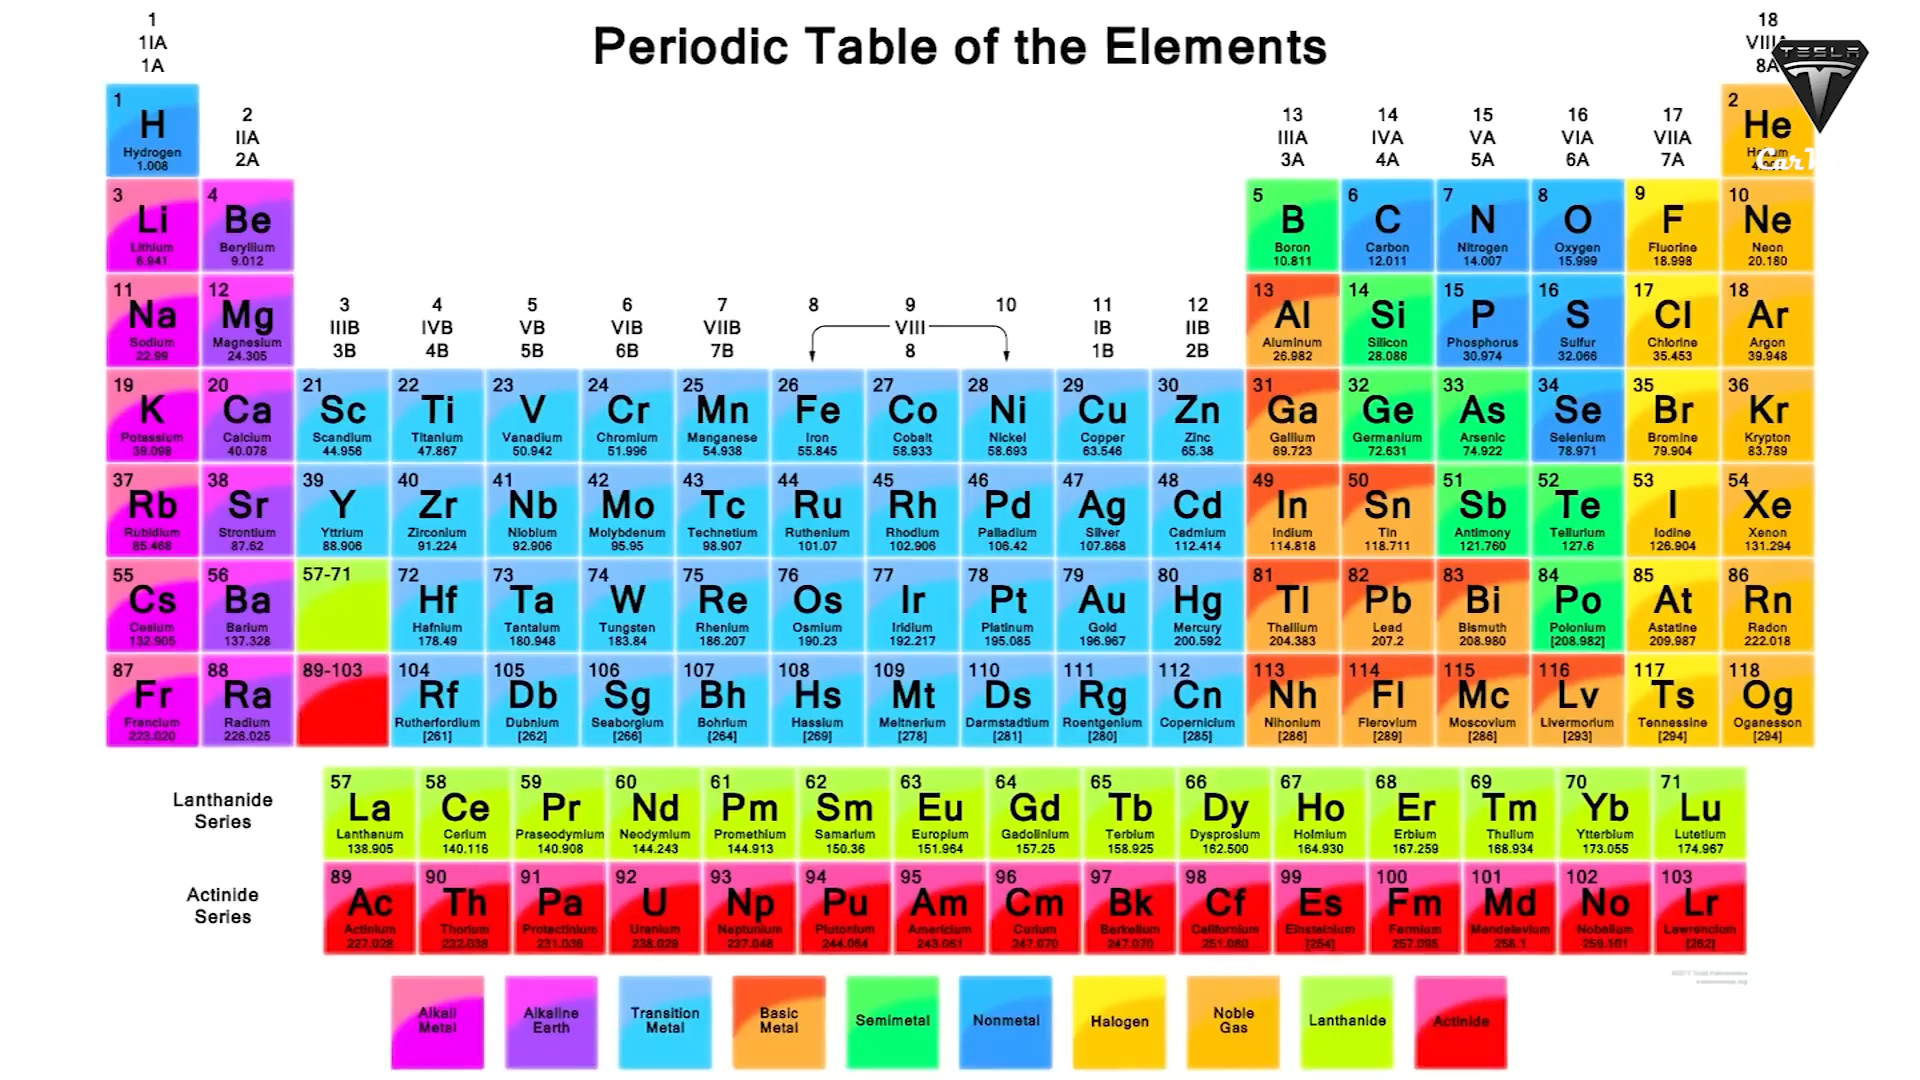 Periodic Table of the Elements
1
1IA
1A
18
8A
TESLA
1
H
Hydrogen
1.008
2
IIA
2A
13
IIIA
3A
14
IVA
4A
15
VA
5A
16
VIA
6A
17
VIIA
7A
2
He
3
Li
Lithium
6.941
4
Be
Beryllium
9.012
5
B
Boron
10.811
6
C
Carbon
12.011
7
N
Nitrogen
14.007
8
O
Oxygen
15.999
9
F
Fluorine
18.998
10
Ne
Neon
20.180
11
Na
Sodium
22.99
12
Mg
Magnesium
24.305
3
IIIB
3B
4
IVB
4B
5
VB
5B
6
VIB
6B
7
VIIB
7B
8
9
10
VIII
8
11
IB
1B
12
IIB
2B
13
Al
Aluminum
26.982
14
Si
Silicon
28.086
15
P
Phosphorus
30.974
16
S
Sulfur
32.066
17
Cl
Chlorine
35.453
18
Ar
Argon
39.948
19
K
Potassium
39.098
20
Ca
Calcium
40.078
21
Sc
Scandium
44.956
22
Ti
Titanium
47.867
23
V
Vanadium
50.942
24
Cr
Chromium
51.996
25
Mn
Manganese
54.938
26
Fe
Iron
55.845
27
Co
Cobalt
58.933
28
Ni
Nickel
58.693
29
Cu
Copper
63.546
30
Zn
Zinc
65.38
31
Ga
Gallium
69.723
32
Ge
Germanium
72.631
33
As
Arsenic
74.922
34
Se
Selenium
78.971
35
Br
Bromine
79.904
36
Kr
Krypton
83.789
37
Rb
Rubidium
85.468
38
Sr
Strontium
87.62
39
Y
Yttrium
88.906
40
Zr
Zirconium
91.224
41
Nb
Niobium
92.906
42
Mo
Molybdenum
95.95
43
Tc
Technetium
98.907
44
Ru
Ruthenium
101.07
45
Rh
Rhodium
102.906
46
Pd
Palladium
106.42
47
Ag
Silver
107.868
48
Cd
Cadmium
112.414
49
In
Indium
114.818
50
Sn
Tin
118.711
51
Sb
Antimony
121.760
52
Te
Tellurium
127.6
53
I
Iodine
126.904
54
Xe
Xenon
131.294
55
Cs
Cesium
132.905
56
Ba
Barium
137.328
57-71
72
Hf
Hafnium
178.49
73
Ta
Tantalum
180.948
74
W
Tungsten
183.84
75
Re
Rhenium
186.207
76
Os
Osmium
190.23
77
Ir
Iridium
192.217
78
Pt
Platinum
195.085
79
Au
Gold
196.967
80
Hg
Mercury
200.592
81
Tl
Thallium
204.383
82
Pb
Lead
207.2
83
Bi
Bismuth
208.980
84
Po
Polonium
[208.982]
85
At
Astatine
209.987
86
Rn
Radon
222.018
87
Fr
Francium
223.020
88
Ra
Radium
226.025
89-103
104
Rf
Rutherfordium
[261]
105
Db
Dubnium
[262]
106
Sg
Seaborgium
[266]
107
Bh
Bohrium
[264]
108
Hs
Hassium
[269]
109
Mt
Meitnerium
[278]
110
Ds
Darmstadtium
[281]
111
Rg
Roentgenium
[280]
112
Cn
Copernicium
[285]
113
Nh
Nihonium
[286]
114
Fl
Flerovium
[289]
115
Mc
Moscovium
[286]
116
Lv
Livermorium
[293]
117
Ts
Tennessine
[294]
118
Og
Oganesson
[294]
Lanthanide
Series
57
La
Lanthanum
138.905
58
Ce
Cerium
140.116
59
Pr
Praseodymium
140.908
60
Nd
Neodymium
144.243
61
Pm
Promethium
144.913
62
Sm
Samarium
150.36
63
Eu
Europium
151.964
64
Gd
Gadolinium
157.25
65
Tb
Terbium
158.925
66
Dy
Dysprosium
162.500
67
Ho
Holmium
164.930
68
Er
Erbium
167.259
69
Tm
Thulium
168.934
70
Yb
Ytterbium
173.055
71
Lu
Lutetium
174.967
Actinide
Series
89
Ac
Actinium
227.028
90
Th
Thorium
232.038
91
Pa
Protactinium
231.036
92
U
Uranium
238.029
93
Np
Neptunium
237.048
94
Pu
Plutonium
244.064
95
Am
Americium
243.061
96
Cm
Curium
247.070
97
Bk
Berkelium
247.070
98
Cf
Californium
251.080
99
Es
Einsteinium
[254]
100
Fm
Fermium
257.095
101
Md
Mendelevium
258.1
102
No
Nobelium
259.101
103
Lr
Lawrencium
[262]
Alkali
Metal
Alkaline
Earth
Transition
Metal
Basic
Metal
Semimetal
Nonmetal
Halogen
Noble
Gas
Lanthanide
Actinide